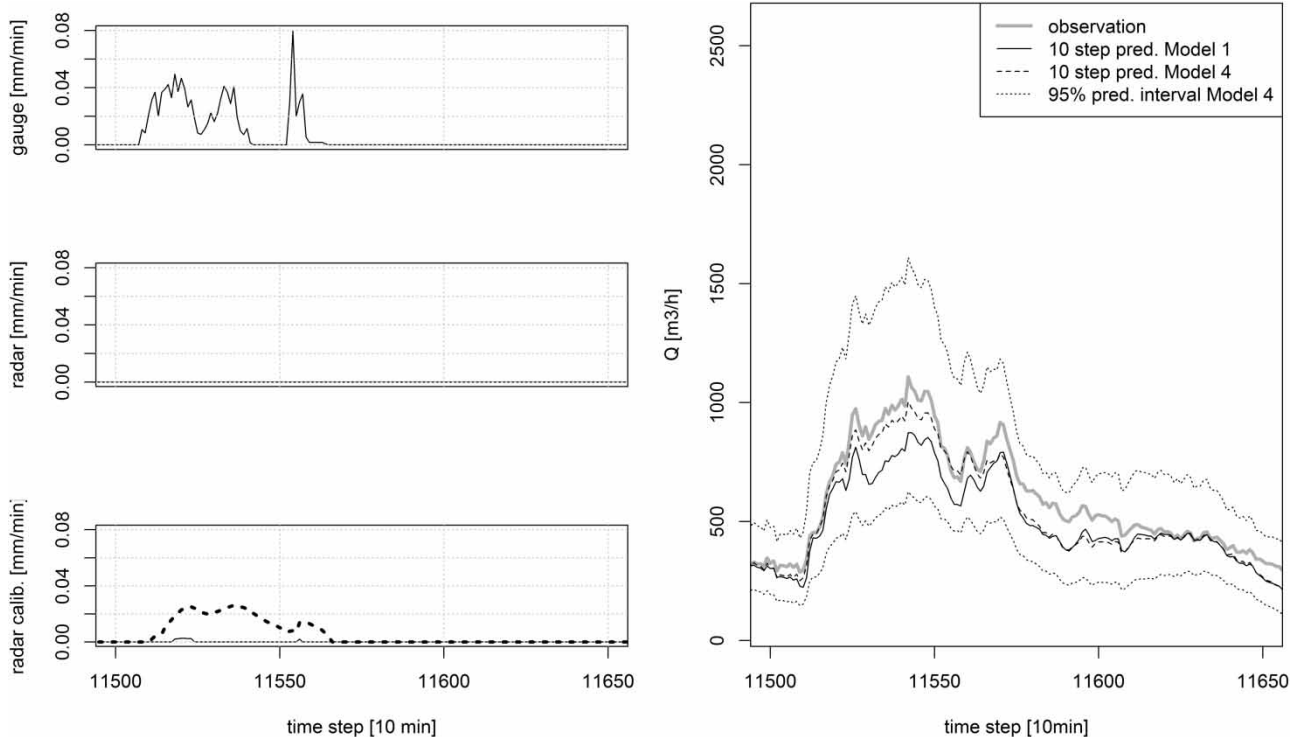 gauge [mm/min]
0.00 0.04 0.08
radar [mm/min]
0.00 0.04 0.08
radar calib. [mm/min]
0.00 0.04 0.08
11500 11550 11600 11650
time step [10 min]
observation
10 step pred. Model 1
10 step pred. Model 4
95% pred. interval Model 4
Q [m3/h]
0 500 1000 1500 2000 2500
11500 11550 11600 11650
time step [10min]